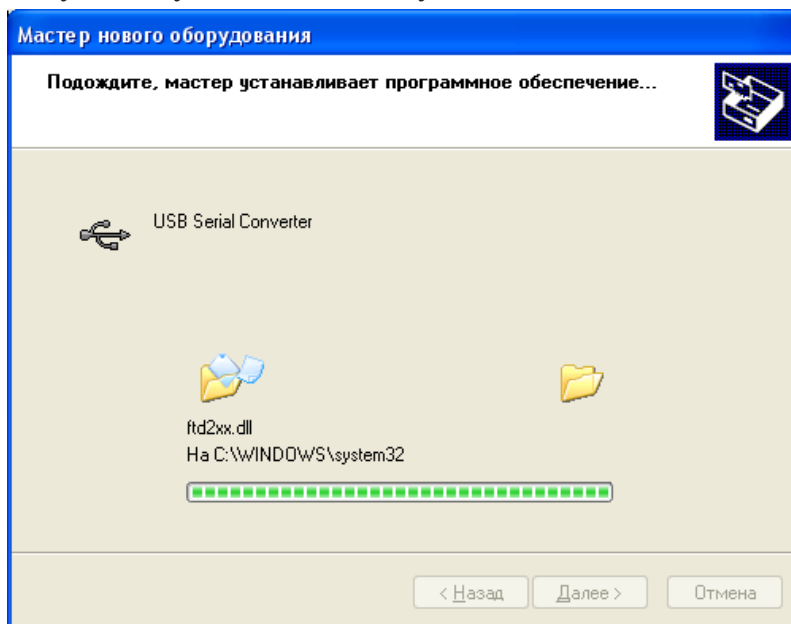 Мастер нового оборудования
Подождите, мастер устанавливает программное обеспечение...
USB Serial Converter
ftd2xx.dll
На C:\WINDOWS\system32
< Назад
Далее >
Отмена